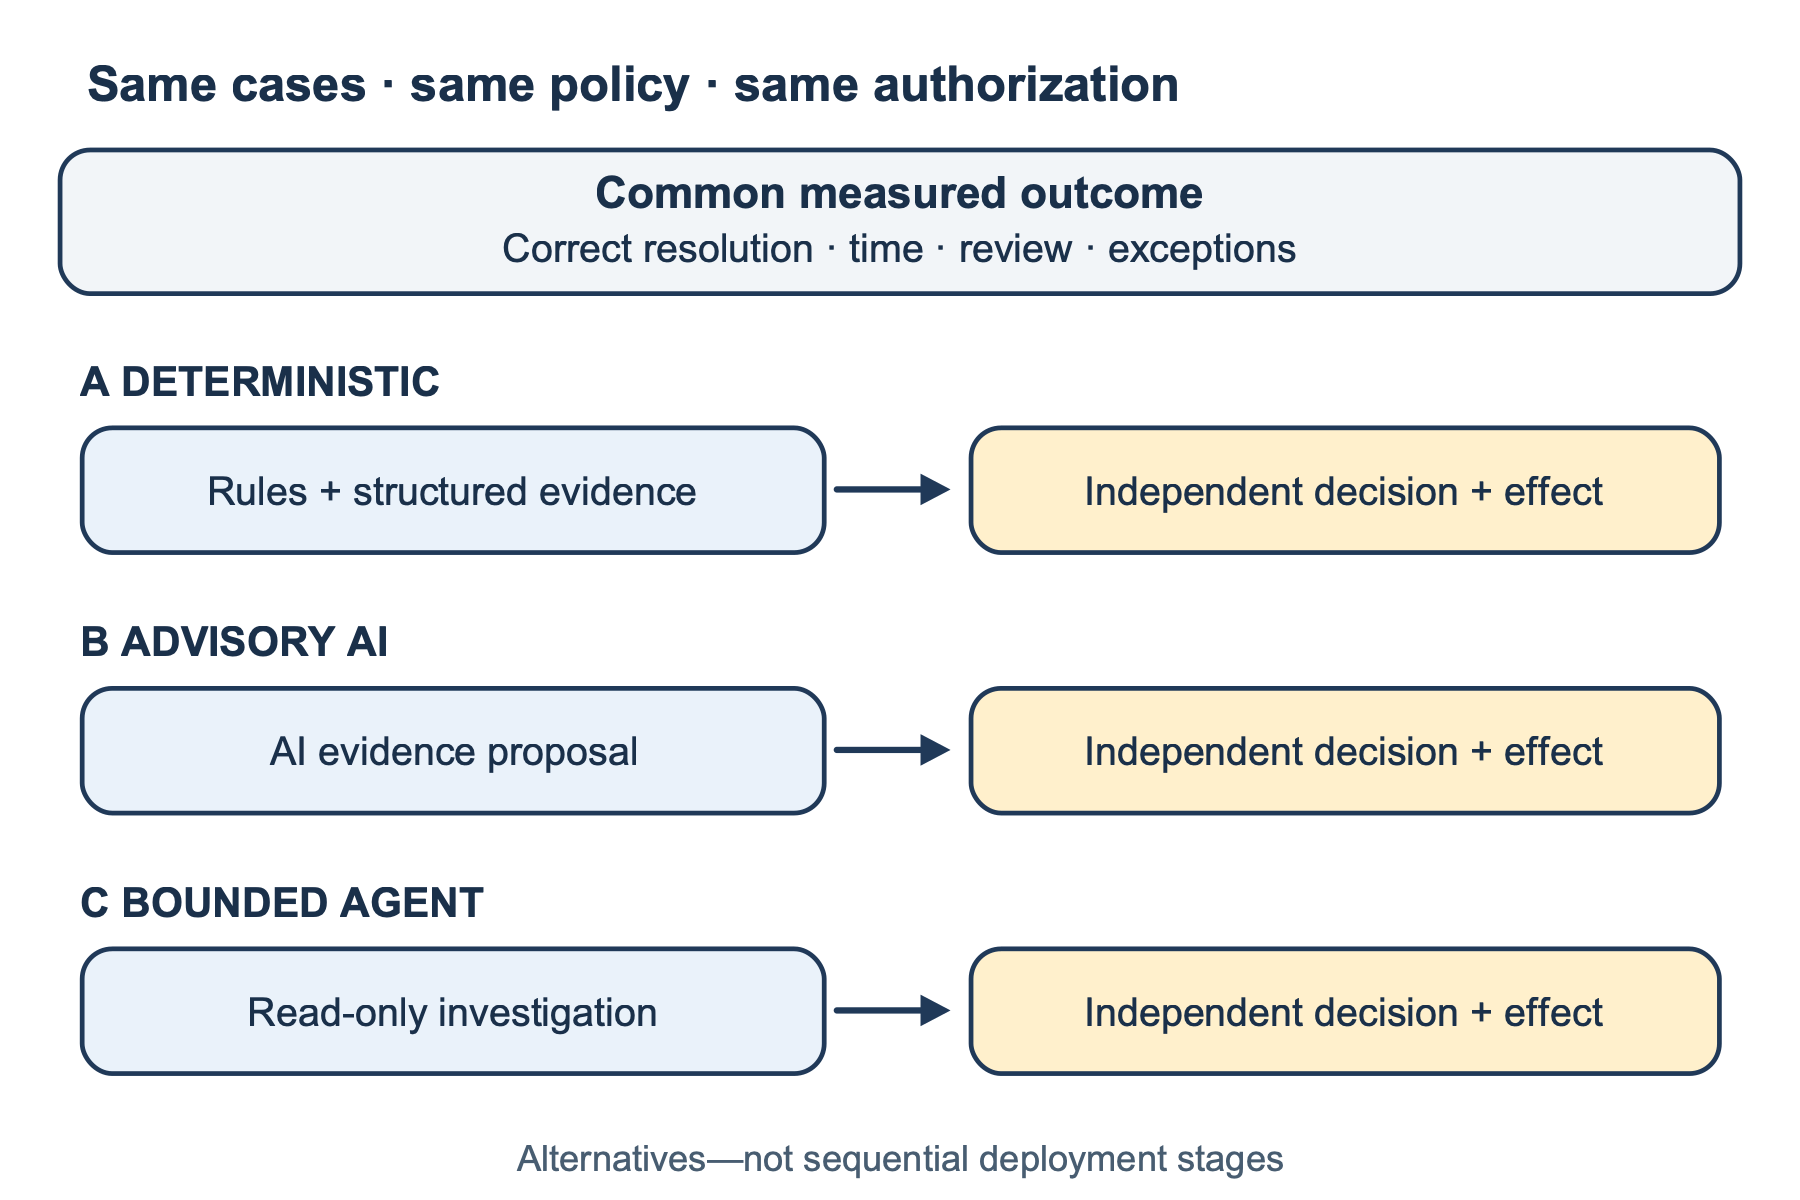 Same cases · same policy · same authorization
Common measured outcome
Correct resolution · time · review · exceptions
A DETERMINISTIC
Rules + structured evidence
Independent decision + effect
B ADVISORY AI
AI evidence proposal
Independent decision + effect
C BOUNDED AGENT
Read-only investigation
Independent decision + effect
Alternatives—not sequential deployment stages